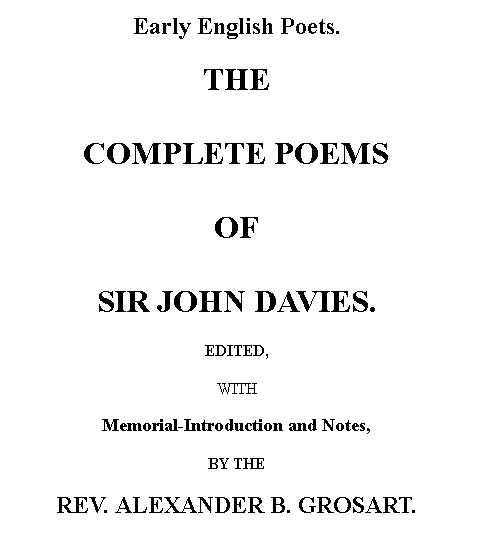 Early English Poets.
THE
COMPLETE POEMS
OF
SIR JOHN DAVIES.
EDITED,
WITH
Memorial-Introduction and Notes,
BY THE
REV. ALEXANDER B. GROSART.